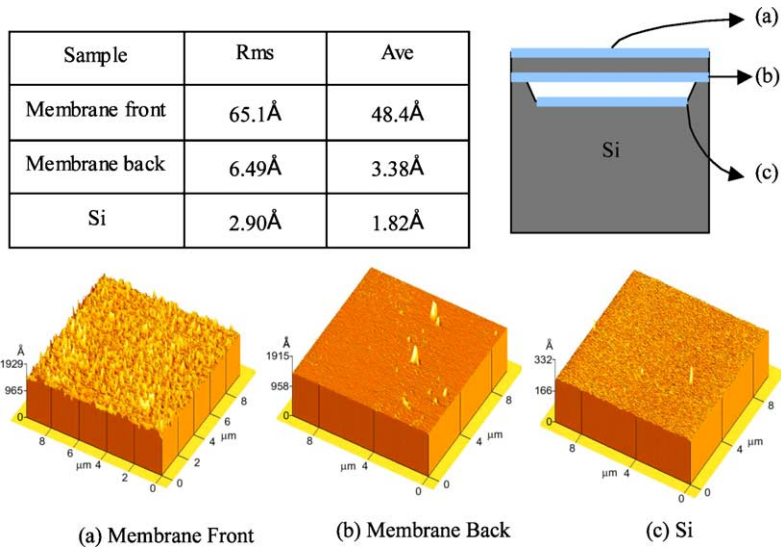 Sample Rms Ave
Membrane front 65.1Å 48.4Å
Membrane back 6.49Å 3.38Å
Si 2.90Å 1.82Å
(a)
(b)
Si
(c)
Å
1929
965
0
8
6
μm 4
2
0
0
2
4
μm
6
8
Å
1915
958
0
8
μm
4
0
0
4
μm
8
Å
332
166
0
8
μm 4
0
0
4
μm
8
(a) Membrane Front
(b) Membrane Back
(c) Si